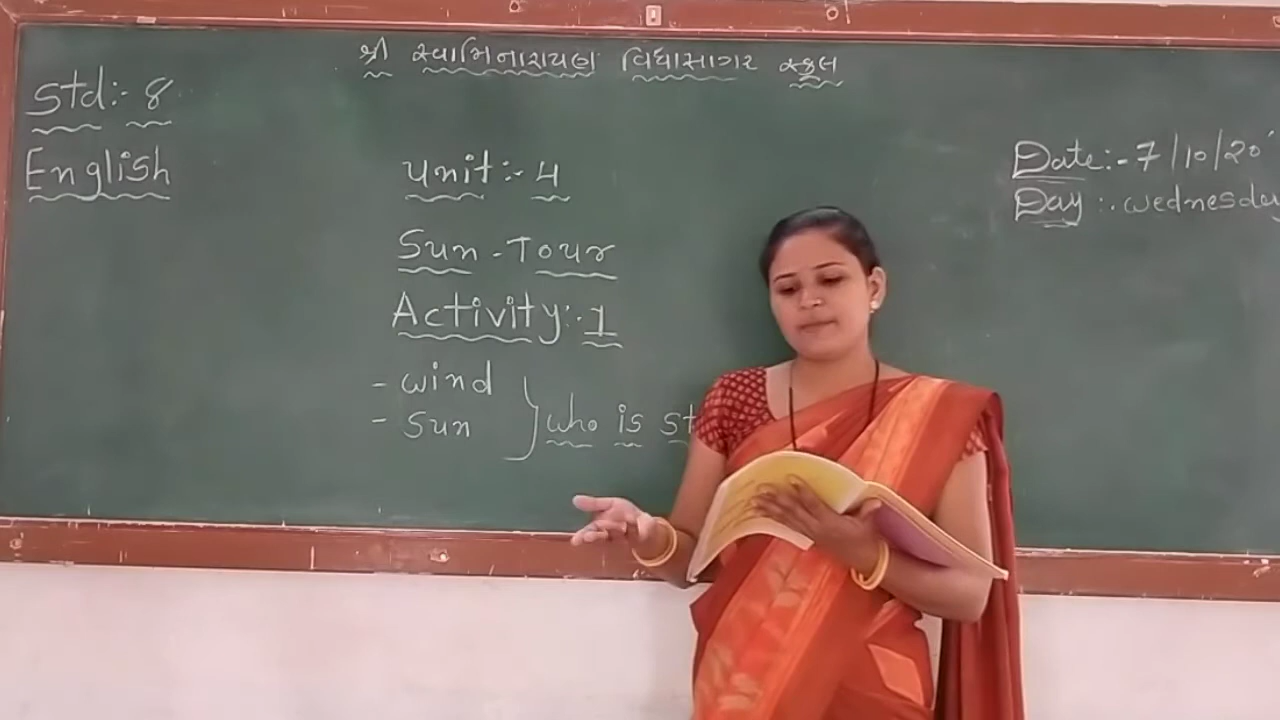 શ્રી સ્વામિનારાયણ વિદ્યાસાગર સ્કુલ
Std:- 8
English
Unit:- 4
Sun - Tour
Activity:- 1
- wind
- Sun
who is st
Date:- 7/10/20
Day:- Wednesday